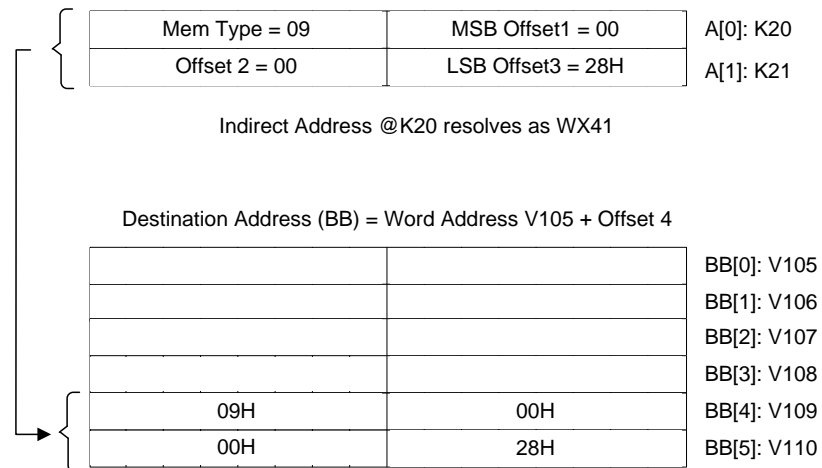 Mem Type = 09 MSB Offset1 = 00 A[0]: K20
Offset 2 = 00 LSB Offset3 = 28H A[1]: K21
Indirect Address @K20 resolves as WX41
Destination Address (BB) = Word Address V105 + Offset 4
BB[0]: V105
BB[1]: V106
BB[2]: V107
BB[3]: V108
09H 00H BB[4]: V109
00H 28H BB[5]: V110